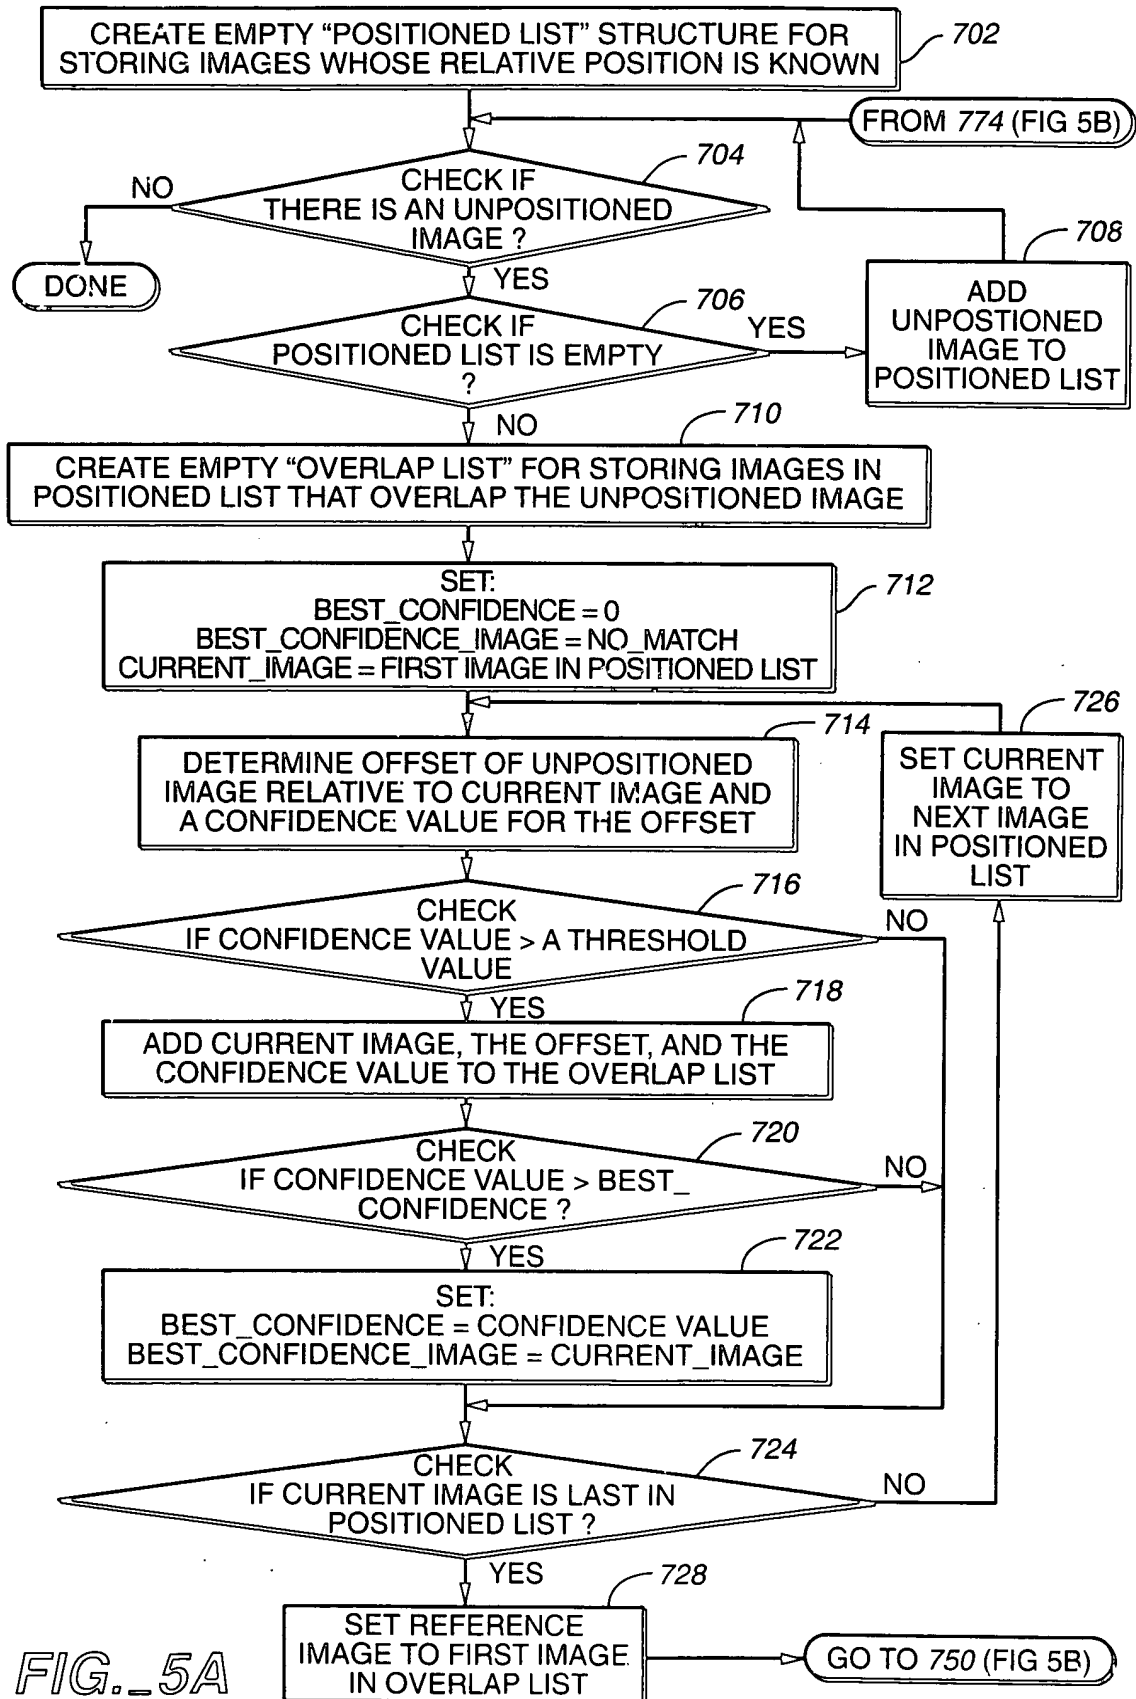 CREATE EMPTY “POSITIONED LIST” STRUCTURE FOR
STORING IMAGES WHOSE RELATIVE POSITION IS KNOWN
702
FROM 774 (FIG 5B)
704
NO
CHECK IF
THERE IS AN UNPOSITIONED
IMAGE ?
DONE
YES
708
706
CHECK IF
POSITIONED LIST IS EMPTY
?
YES
ADD
UNPOSTIONED
IMAGE TO
POSITIONED LIST
NO
710
CREATE EMPTY “OVERLAP LIST” FOR STORING IMAGES IN
POSITIONED LIST THAT OVERLAP THE UNPOSITIONED IMAGE
712
SET:
BEST_CONFIDENCE = 0
BEST_CONFIDENCE_IMAGE = NO_MATCH
CURRENT_IMAGE = FIRST IMAGE IN POSITIONED LIST
714
726
DETERMINE OFFSET OF UNPOSITIONED
IMAGE RELATIVE TO CURRENT IMAGE AND
A CONFIDENCE VALUE FOR THE OFFSET
SET CURRENT
IMAGE TO
NEXT IMAGE
IN POSITIONED
LIST
716
CHECK
IF CONFIDENCE VALUE > A THRESHOLD
VALUE
NO
YES
718
ADD CURRENT IMAGE, THE OFFSET, AND THE
CONFIDENCE VALUE TO THE OVERLAP LIST
720
CHECK
IF CONFIDENCE VALUE > BEST_
CONFIDENCE ?
NO
YES
722
SET:
BEST_CONFIDENCE = CONFIDENCE VALUE
BEST_CONFIDENCE_IMAGE = CURRENT_IMAGE
724
CHECK
IF CURRENT IMAGE IS LAST IN
POSITIONED LIST ?
NO
YES
728
SET REFERENCE
IMAGE TO FIRST IMAGE
IN OVERLAP LIST
GO TO 750 (FIG 5B)
FIG._5A